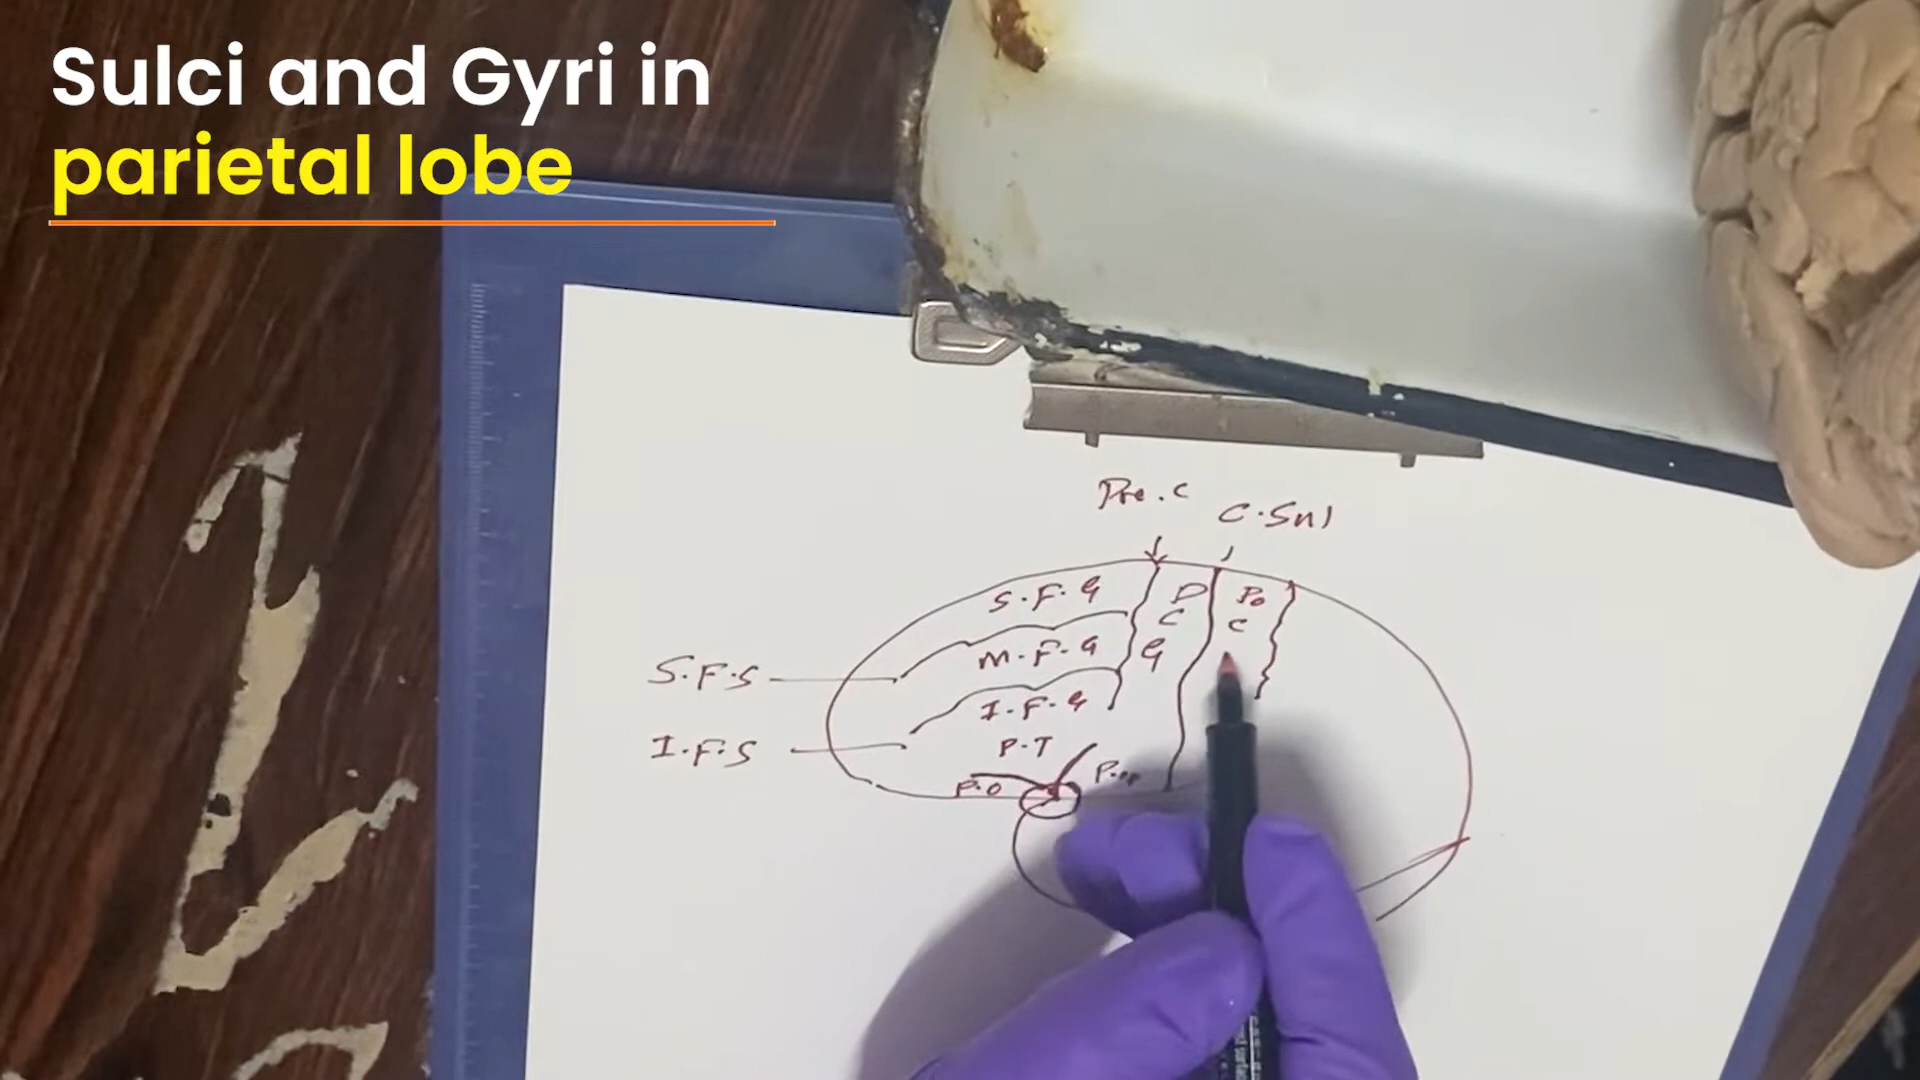 Sulci and Gyri in
parietal lobe
Pre.C
C.Sul
S.F.G
P
C
G
Po
C
M.F.G
S.F.S
I.F.G
I.F.S
P.T
P.O